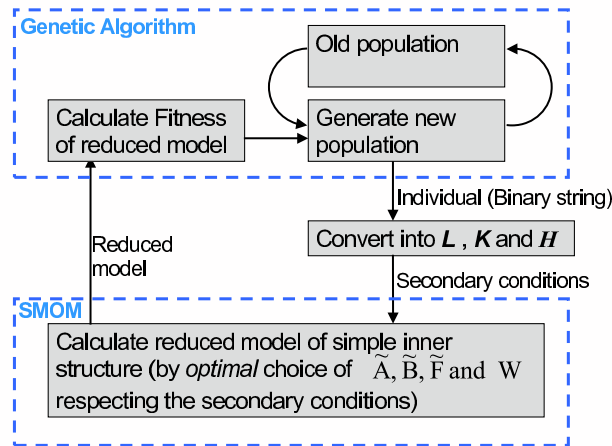 Genetic Algorithm
Old population
Calculate Fitness
of reduced model
Generate new
population
Individual (Binary string)
Reduced
model
Convert into L , K and H
Secondary conditions
SMOM
Calculate reduced model of simple inner
structure (by optimal choice of Ã, B̃, F̃ and W
respecting the secondary conditions)